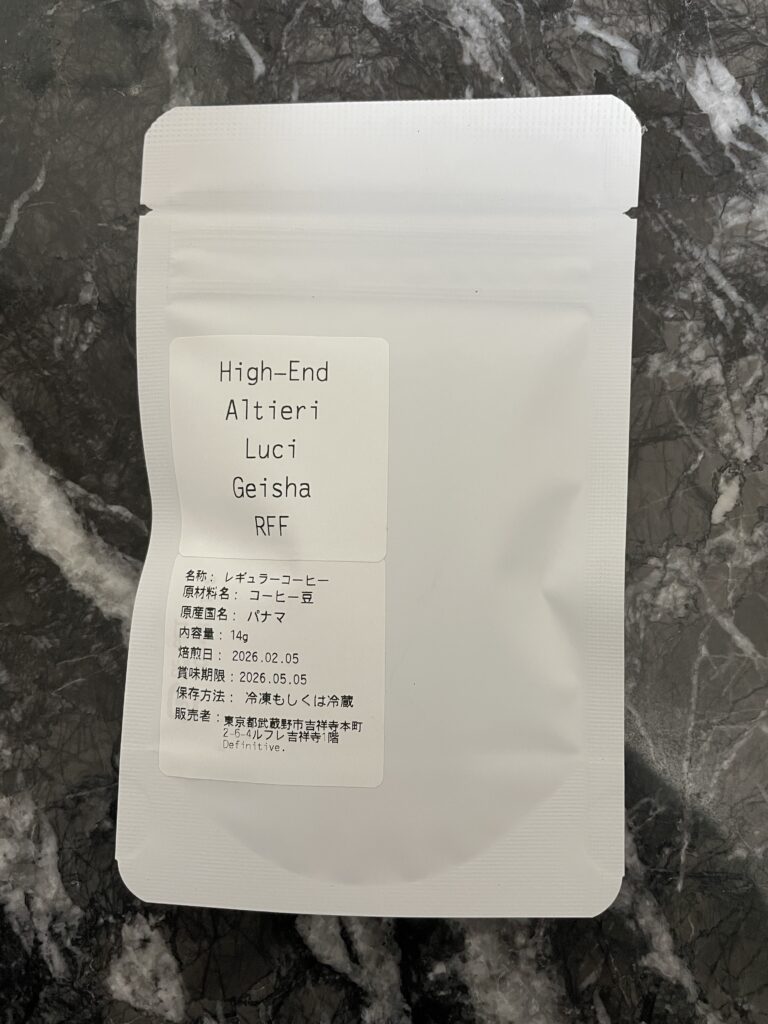 High-End
Altieri
Luci
Geisha
RFF
名称： レギュラーコーヒー
原材料名： コーヒー豆
原産国名： パナマ
内容量：14g
焙煎日：2026.02.05
賞味期限：2026.05.05
保存方法： 冷凍もしくは冷蔵
販売者：東京都武蔵野市吉祥寺本町
2-6-4ルフレ吉祥寺1階
Definitive.